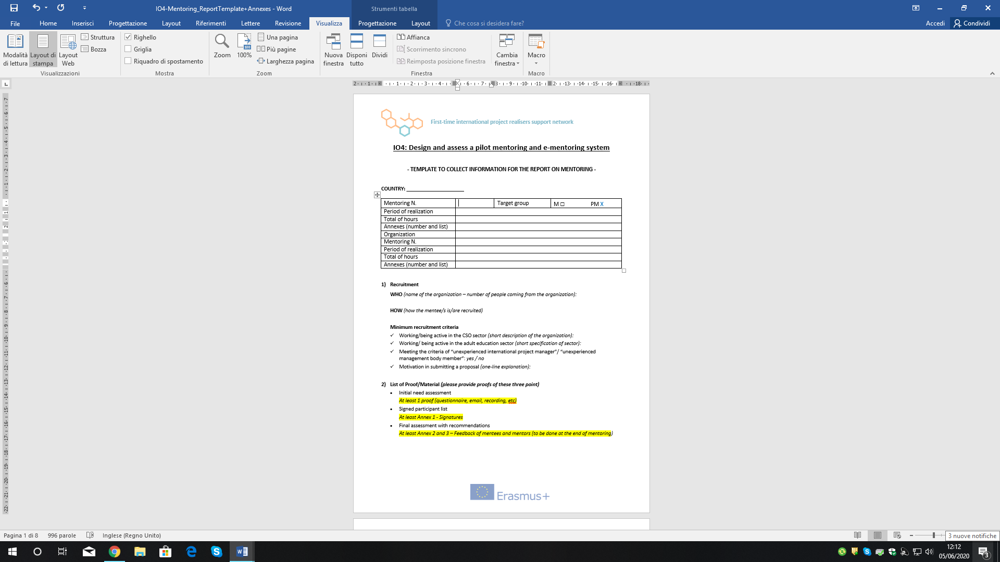 IO4-Mentoring_ReportTemplate+Annexes - Word
Strumenti tabella
File Home Inserisci Progettazione Layout Riferimenti Lettere Revisione Visualizza Progettazione Layout Che cosa si desidera fare? Accedi Condividi
Modalità di lettura
Layout di stampa
Layout Web
Struttura
Bozza
Visualizzazioni
Righello
Griglia
Riquadro di spostamento
Mostra
Zoom
100%
Una pagina
Più pagine
Larghezza pagina
Zoom
Nuova finestra
Disponi tutto
Dividi
Affianca
Scorrimento sincrono
Reimposta posizione finestra
Cambia finestra
Finestra
Macro
Macro
First-time international project realisers support network
IO4: Design and assess a pilot mentoring and e-mentoring system
- TEMPLATE TO COLLECT INFORMATION FOR THE REPORT ON MENTORING -
COUNTRY: ____________________
Mentoring N. Target group M □ PM X
Period of realization
Total of hours
Annexes (number and list)
Organization
Mentoring N.
Period of realization
Total of hours
Annexes (number and list)
1) Recruitment
WHO (name of the organization – number of people coming from the organization):
HOW (how the mentee/s is/are recruited)
Minimum recruitment criteria
✓ Working/being active in the CSO sector (short description of the organization):
✓ Working/ being active in the adult education sector (short specification of sector):
✓ Meeting the criteria of “unexperienced international project manager”/ “unexperienced
management body member”: yes / no
✓ Motivation in submitting a proposal (one-line explanation):
2) List of Proof/Material (please provide proofs of these three point)
• Initial need assessment
At least 1 proof (questionnaire, email, recording, etc)
• Signed participant list
At least Annex 1 - Signatures
• Final assessment with recommendations
At least Annex 2 and 3 – Feedback of mentees and mentors (to be done at the end of mentoring)
Erasmus+
Pagina 1 di 8 996 parole Inglese (Regno Unito)
3 nuove notifiche
12:12
05/06/2020
3